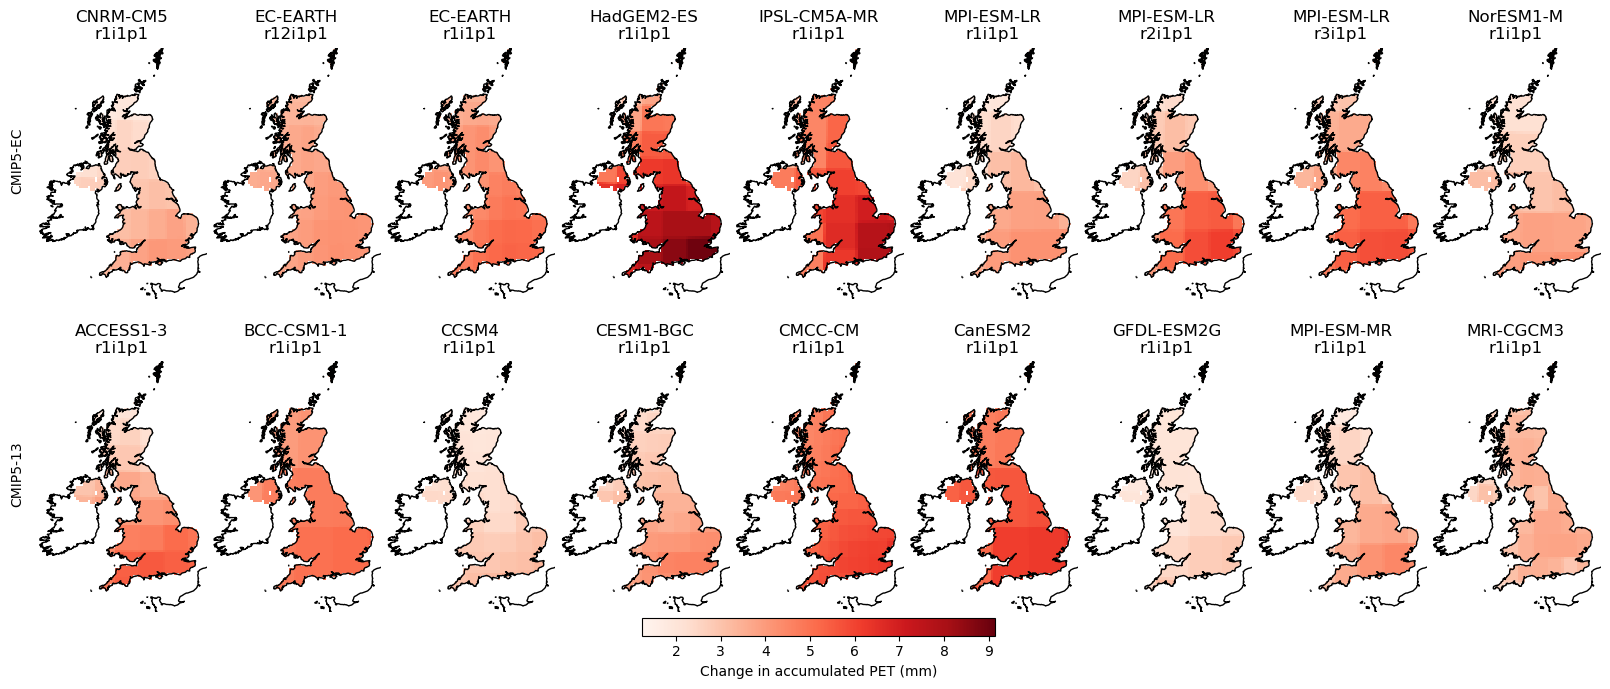 CNRM-CM5 EC-EARTH EC-EARTH HadGEM2-ES IPSL-CM5A-MR MPI-ESM-LR MPI-ESM-LR MPI-ESM-LR NorESM1-M
r1i1p1 r12i1p1 r1i1p1 r1i1p1 r1i1p1 r1i1p1 r2i1p1 r3i1p1 r1i1p1
CMIP5-EC
ACCESS1-3 BCC-CSM1-1 CCSM4 CESM1-BGC CMCC-CM CanESM2 GFDL-ESM2G MPI-ESM-MR MRI-CGCM3
r1i1p1 r1i1p1 r1i1p1 r1i1p1 r1i1p1 r1i1p1 r1i1p1 r1i1p1 r1i1p1
CMIP5-13
2 3 4 5 6 7 8 9
Change in accumulated PET (mm)